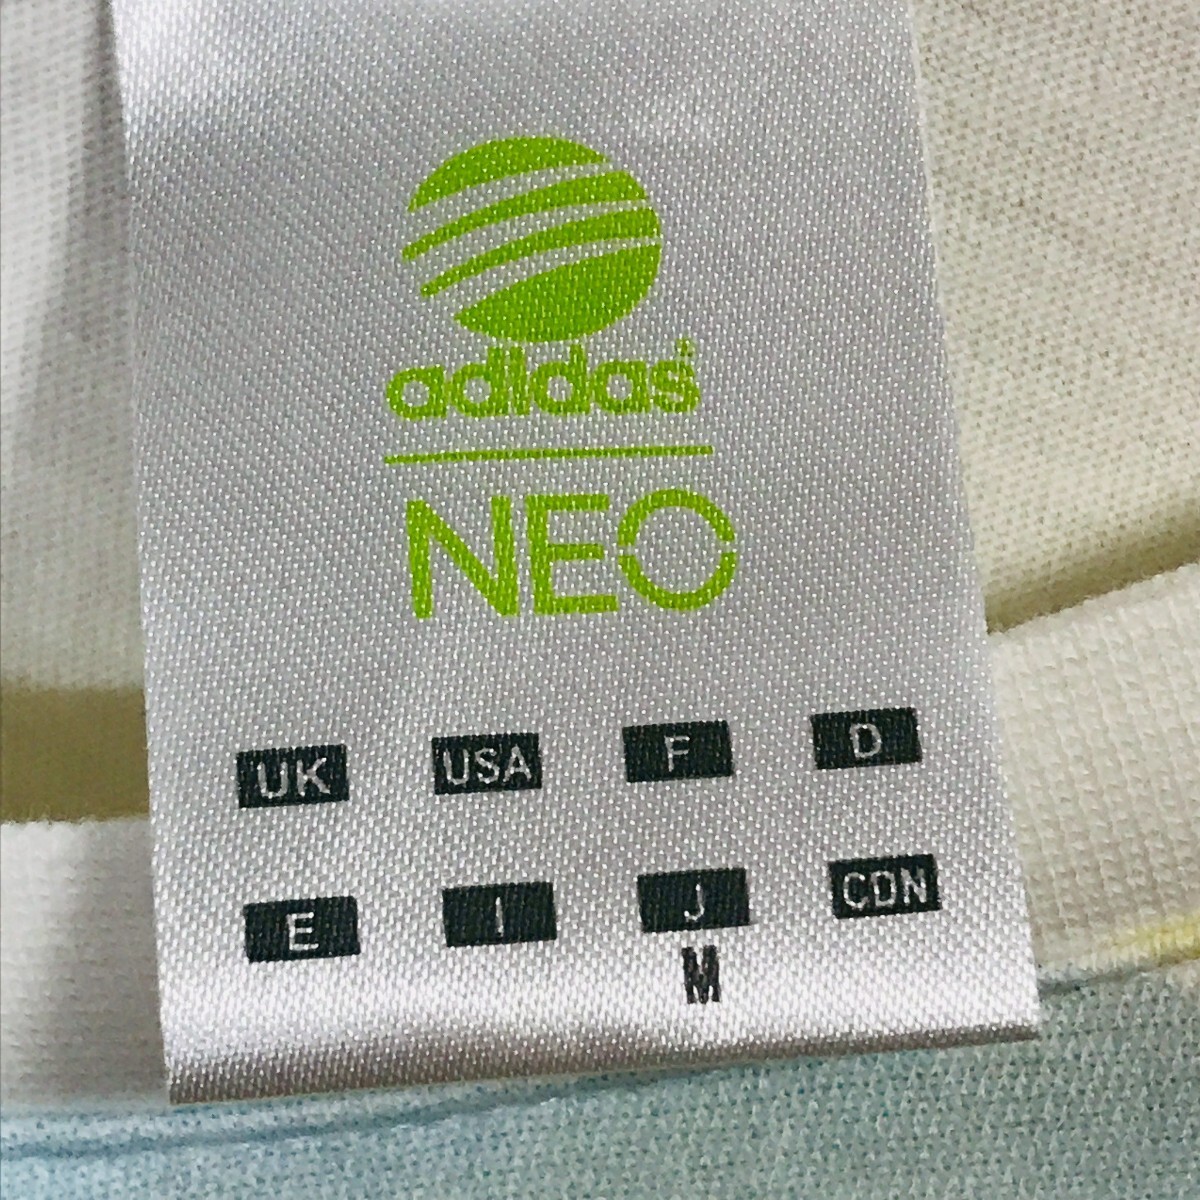 adidas
NEO
UK USA F D
E I J CDN
M